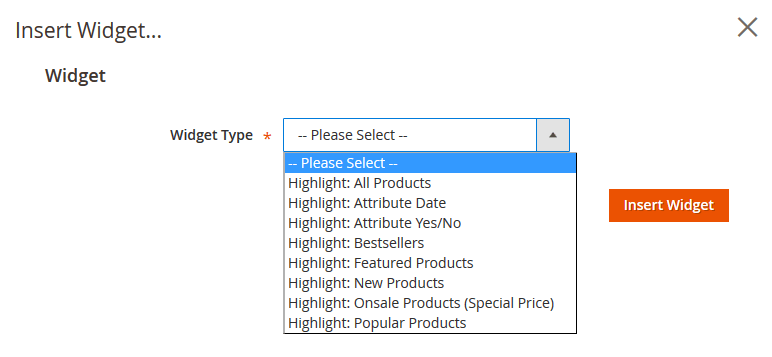 Insert Widget...
Widget
Widget Type *
-- Please Select --
-- Please Select --
Highlight: All Products
Highlight: Attribute Date
Highlight: Attribute Yes/No
Highlight: Bestsellers
Highlight: Featured Products
Highlight: New Products
Highlight: Onsale Products (Special Price)
Highlight: Popular Products
Insert Widget